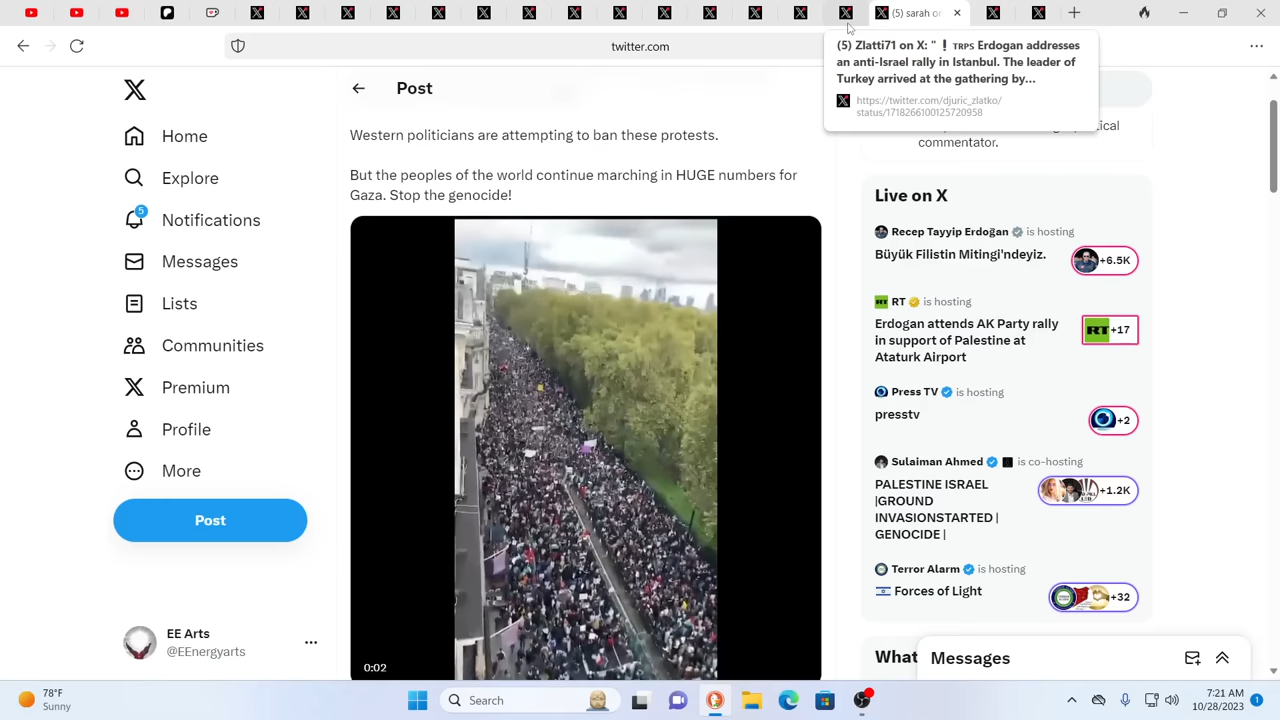 (5) sarah or
twitter.com
(5) Zlatti71 on X: "❗️ᴛʀᴘs Erdogan addresses
an anti-Israel rally in Istanbul. The leader of
Turkey arrived at the gathering by...
https://twitter.com/djuric_zlatko/
status/1718266100125720958
Post
Home
Explore
5
Notifications
Messages
Lists
Communities
Premium
Profile
More
Post
EE Arts
@EEnergyarts
Western politicians are attempting to ban these protests.
But the peoples of the world continue marching in HUGE numbers for
Gaza. Stop the genocide!
0:02
commentator.
Live on X
Recep Tayyip Erdoğan is hosting
Büyük Filistin Mitingi'ndeyiz.
+6.5K
RT is hosting
Erdogan attends AK Party rally
in support of Palestine at
Ataturk Airport
RT +17
Press TV is hosting
presstv
+2
Sulaiman Ahmed is co-hosting
PALESTINE ISRAEL
|GROUND
INVASIONSTARTED |
GENOCIDE |
+1.2K
Terror Alarm is hosting
🇮🇱 Forces of Light
+32
What
Messages
78°F
Sunny
Search
7:21 AM
10/28/2023
1